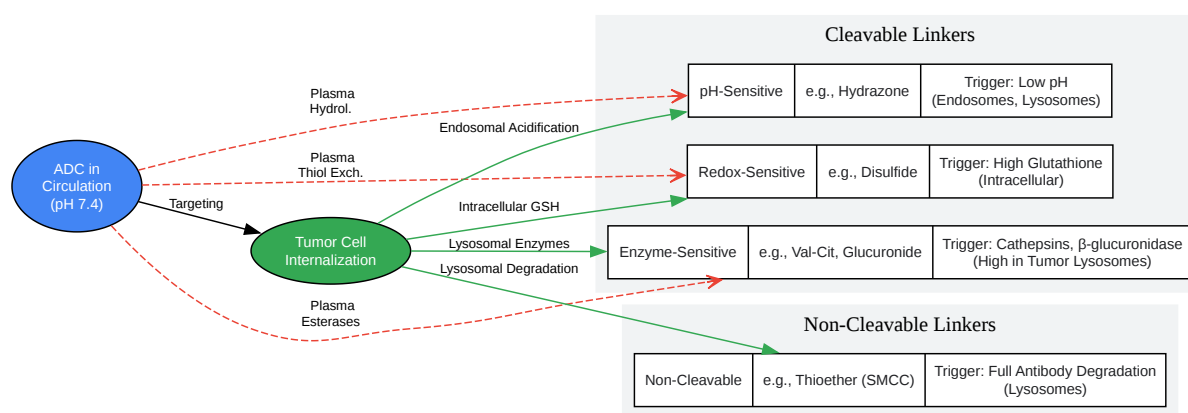 Cleavable Linkers
pH-Sensitive
e.g., Hydrazone
Trigger: Low pH
(Endosomes, Lysosomes)
Plasma
Hydrol.
Endosomal Acidification
Redox-Sensitive
e.g., Disulfide
Trigger: High Glutathione
(Intracellular)
Plasma
Thiol Exch.
ADC in
Circulation
(pH 7.4)
Targeting
Intracellular GSH
Tumor Cell
Internalization
Lysosomal Enzymes
Enzyme-Sensitive
e.g., Val-Cit, Glucuronide
Trigger: Cathepsins, β-glucuronidase
(High in Tumor Lysosomes)
Lysosomal Degradation
Plasma
Esterases
Non-Cleavable Linkers
Non-Cleavable
e.g., Thioether (SMCC)
Trigger: Full Antibody Degradation
(Lysosomes)